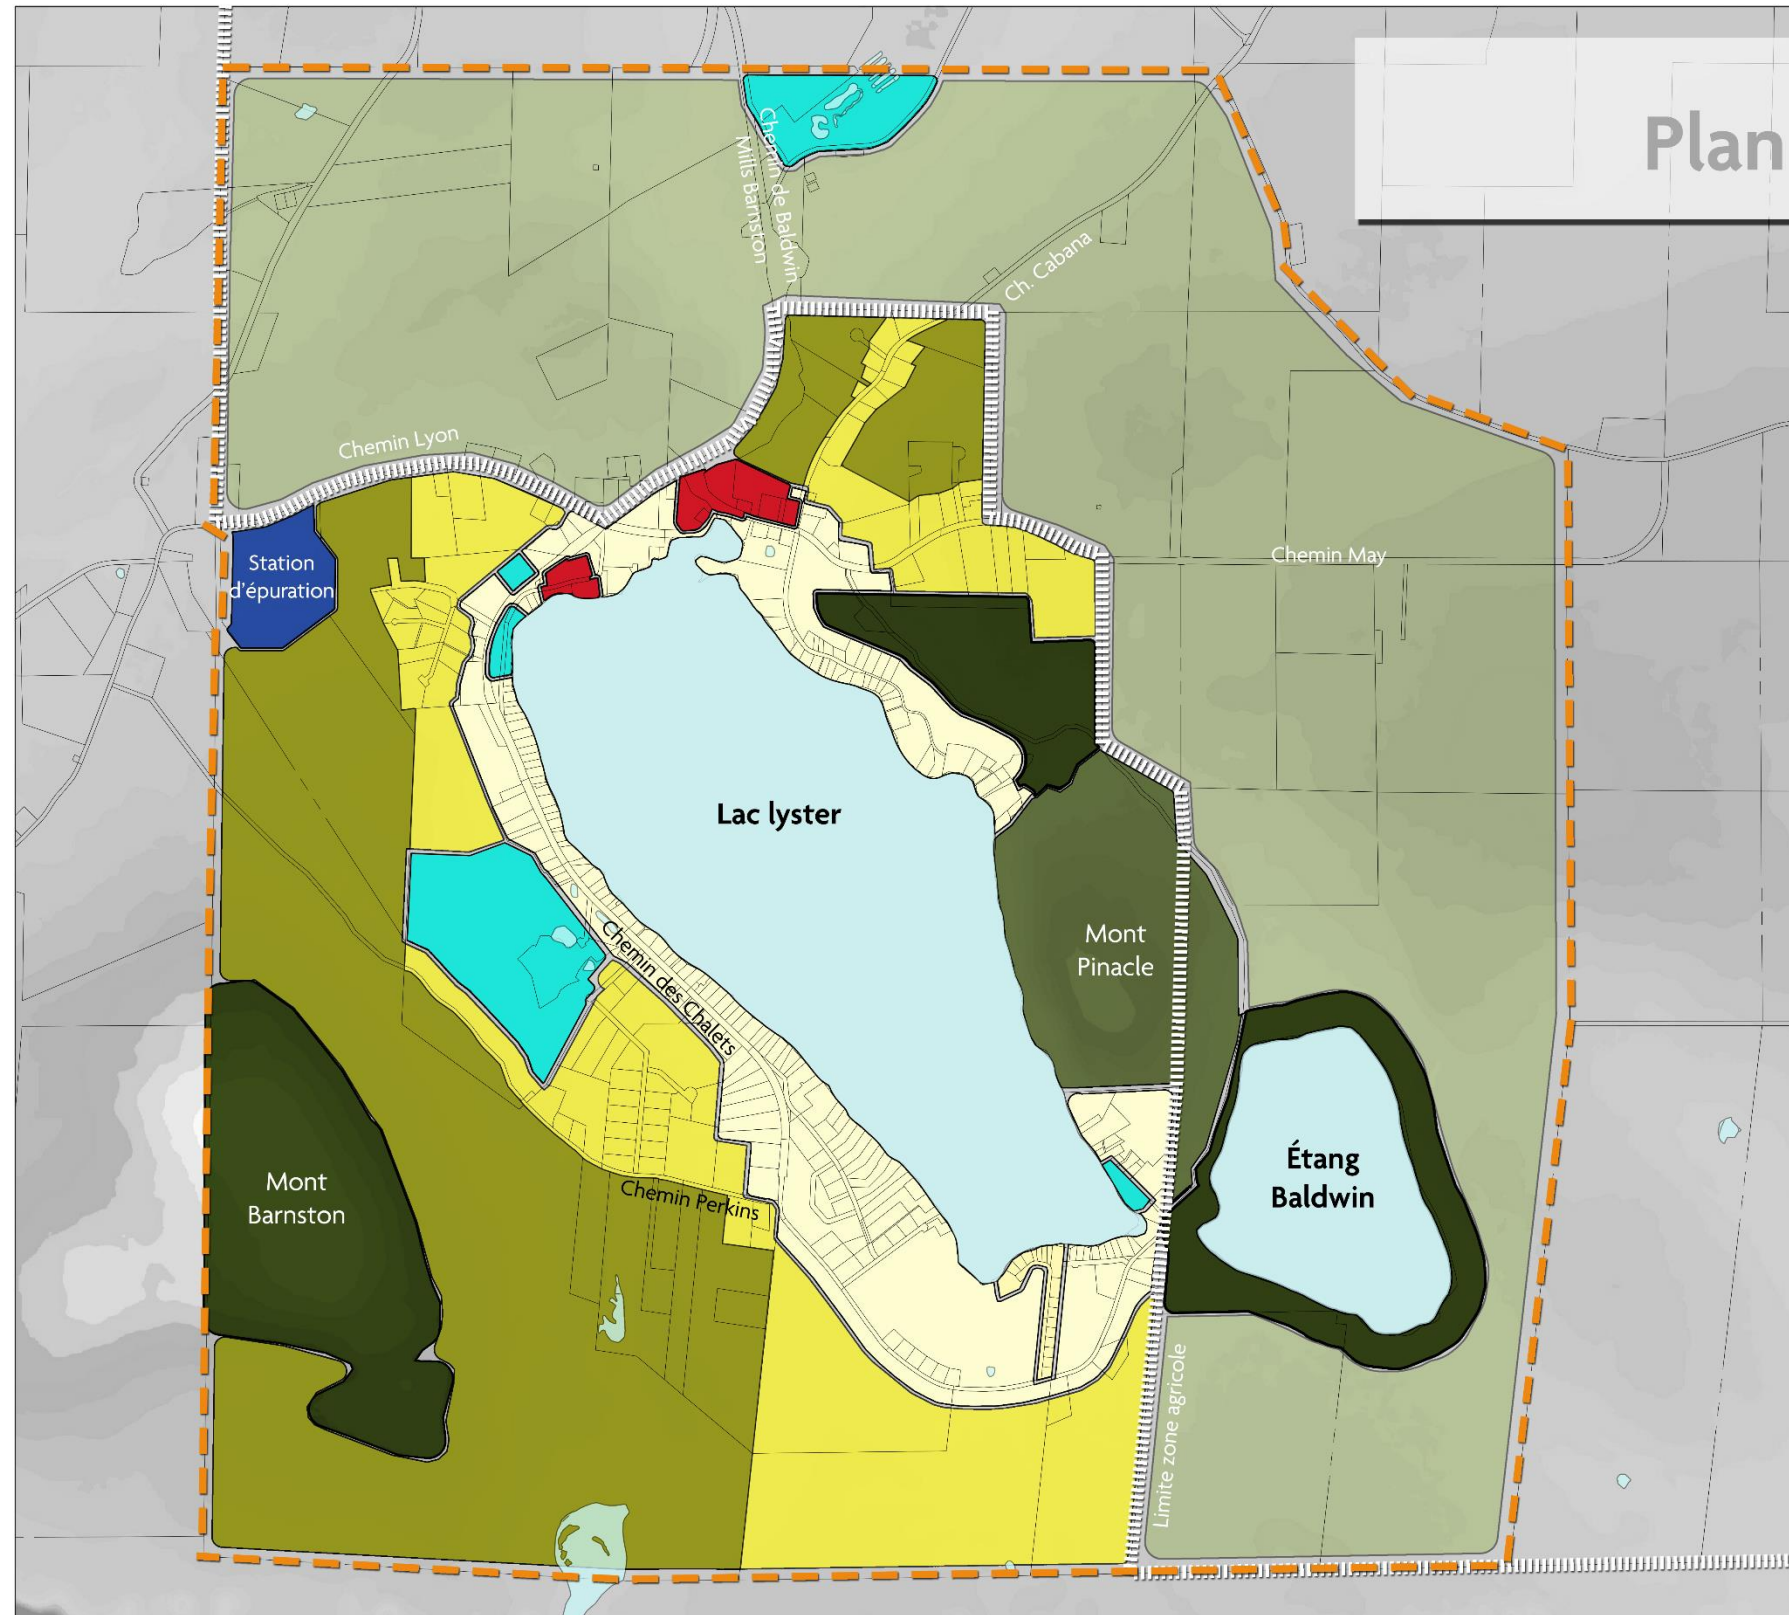 Plan
Chemin de Baldwin
Mills Barnston
Ch. Cabana
Chemin Lyon
Station
d'épuration
Chemin May
Lac lyster
Mont
Pinacle
Chemin des Chalets
Étang
Baldwin
Mont
Barnston
Chemin Perkins
Limite zone agricole